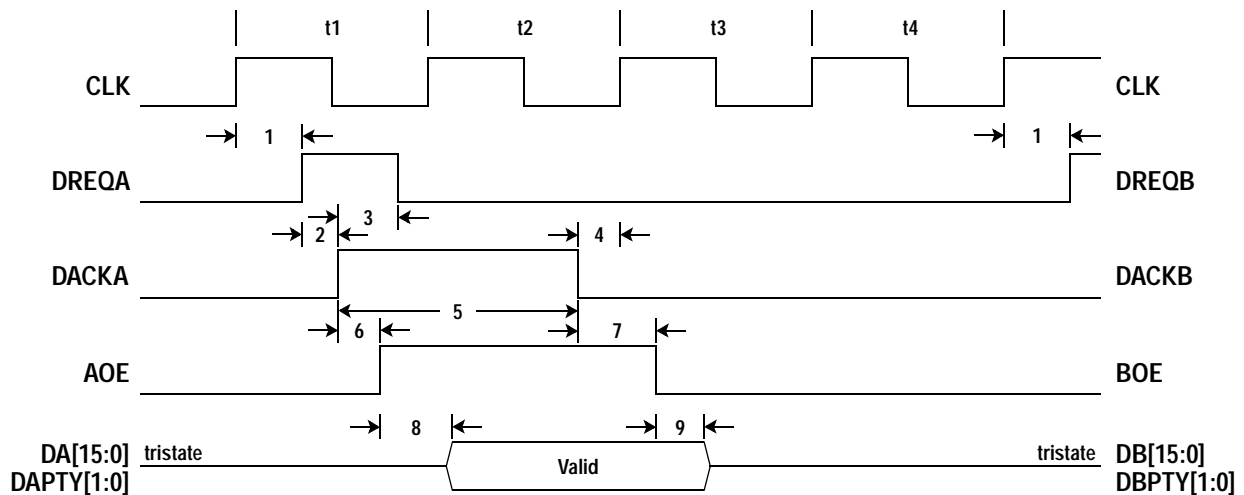 t1 t2 t3 t4
CLK CLK
1 1
DREQA DREQB
3
2 4
DACKA DACKB
5
6 7
AOE BOE
8 9
DA[15:0] tristate Valid tristate DB[15:0]
DAPTY[1:0] DBPTY[1:0]